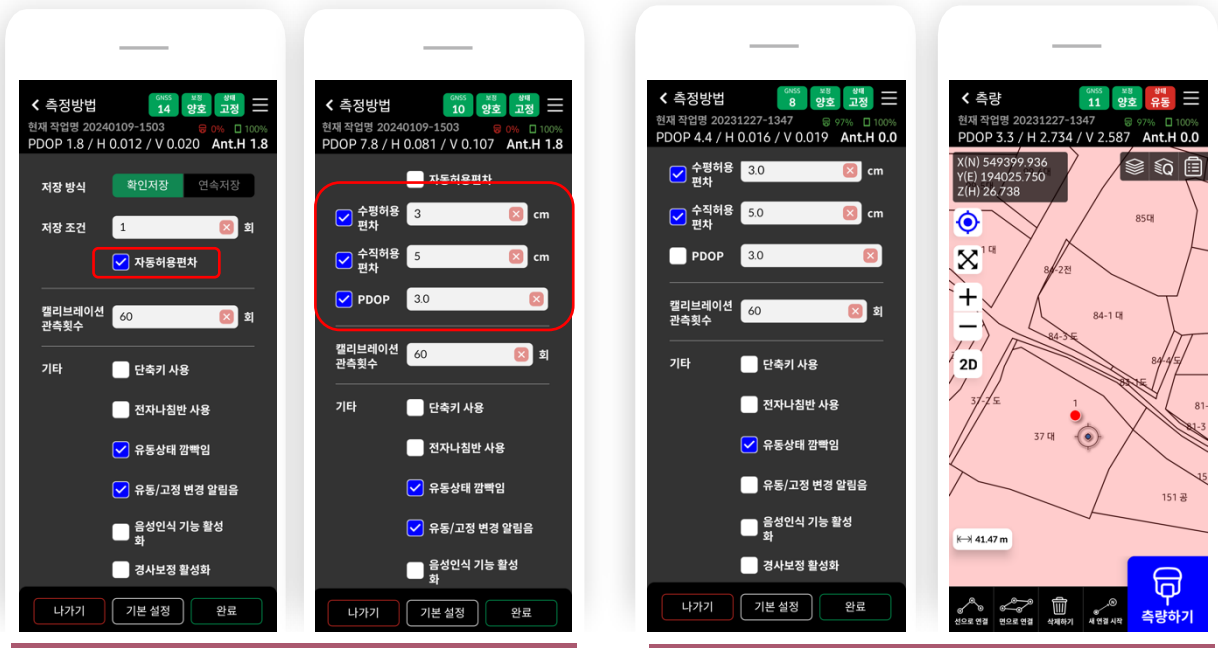 측정방법
GNSS 14
보정 양호
상태 고정
현재 작업명 20240109-1503 0% 100%
PDOP 1.8 / H 0.012 / V 0.020 Ant.H 1.8
저장 방식 확인저장 연속저장
저장 조건 1 회
자동허용편차
캘리브레이션
관측횟수
60 회
기타 단축키 사용
전자나침반 사용
유동상태 깜빡임
유동/고정 변경 알림음
음성인식 기능 활성
화
경사보정 활성화
나가기 기본 설정 완료
측정방법
GNSS 10
보정 양호
상태 고정
현재 작업명 20240109-1503 0% 100%
PDOP 7.8 / H 0.081 / V 0.107 Ant.H 1.8
자동허용편차
수평허용
편차
3 cm
수직허용
편차
5 cm
PDOP 3.0
캘리브레이션
관측횟수
60 회
기타 단축키 사용
전자나침반 사용
유동상태 깜빡임
유동/고정 변경 알림음
음성인식 기능 활성
화
나가기 기본 설정 완료
측정방법
GNSS 8
보정 양호
상태 고정
현재 작업명 20231227-1347 97% 100%
PDOP 4.4 / H 0.016 / V 0.019 Ant.H 0.0
수평허용
편차
3.0 cm
수직허용
편차
5.0 cm
PDOP 3.0
캘리브레이션
관측횟수
60 회
기타 단축키 사용
전자나침반 사용
유동상태 깜빡임
유동/고정 변경 알림음
음성인식 기능 활성
화
경사보정 활성화
나가기 기본 설정 완료
측량
GNSS 11
보정 양호
상태 유동
현재 작업명 20231227-1347 97% 100%
PDOP 3.3 / H 2.734 / V 2.587 Ant.H 0.0
X(N) 549399.936
Y(E) 194025.750
Z(H) 26.738
85대
1 대
84-2전
84-1 대
84-3도
84-4도
2D
81-1도
37-2도
1
81-
81-3
37 대
15
151 공
41.47 m
선으로 연결 면으로 연결 삭제하기 새 연결 시작 측량하기